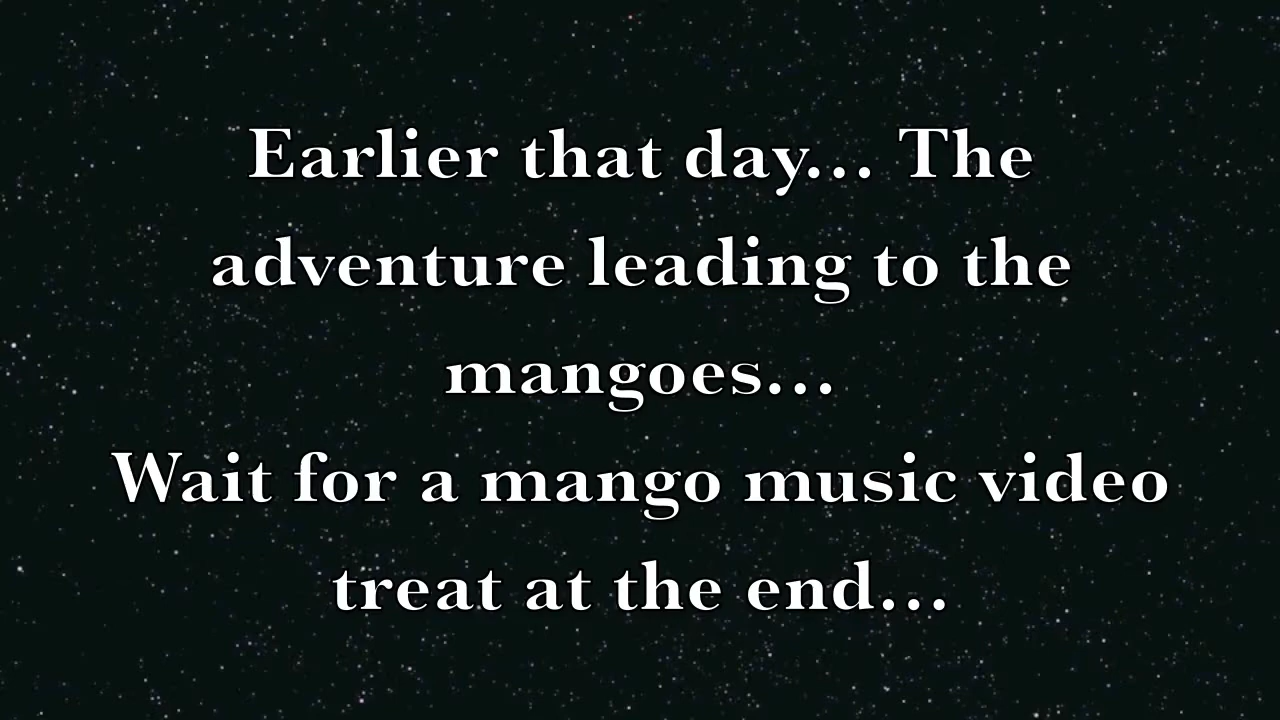 Earlier that day... The
adventure leading to the
mangoes...
Wait for a mango music video
treat at the end...